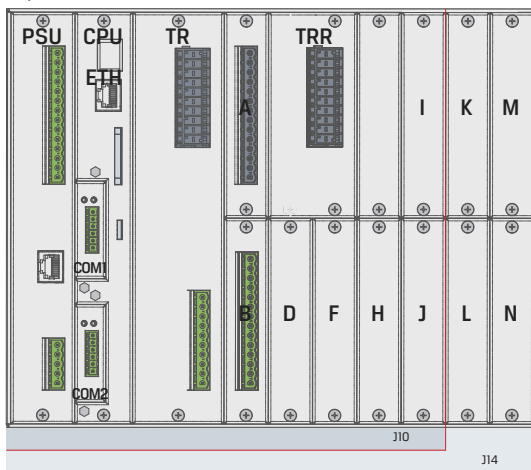 PSU CPU TR TRR
ETH
A I K M
COM1
B D F H J L N
COM2
J10
J14